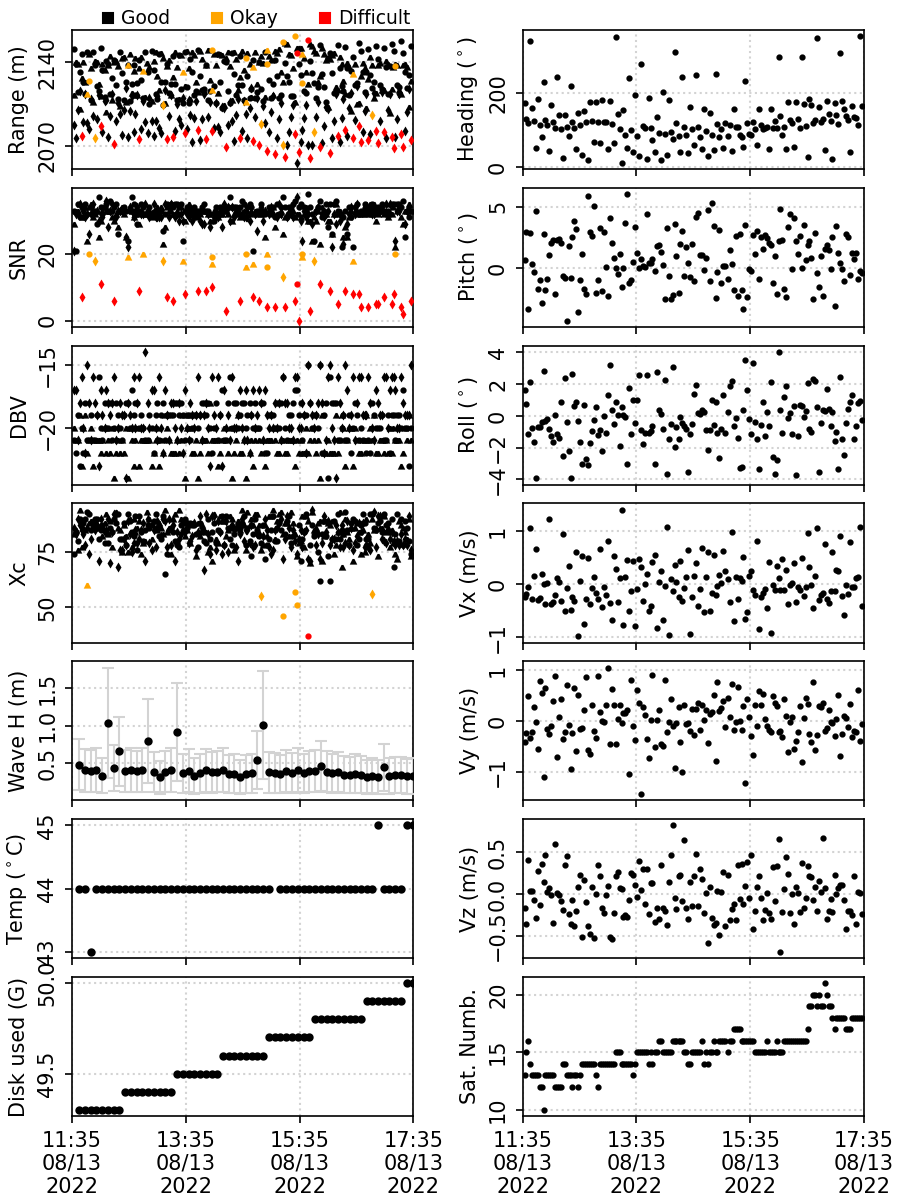 Good Okay Difficult
Range (m)
2140
2070
Heading (°)
200
0
SNR
20
0
Pitch (°)
5
0
DBV
−15
−20
Roll (°)
4
2
0
−2
−4
Xc
75
50
Vx (m/s)
1
0
−1
Wave H (m)
1.5
1.0
0.5
Vy (m/s)
1
0
−1
Temp (°C)
45
44
43
Vz (m/s)
0.5
0.0
−0.5
Disk used (G)
50.0
49.5
Sat. Numb.
20
15
10
11:35 13:35 15:35 17:35
08/13 08/13 08/13 08/13
2022 2022 2022 2022
11:35 13:35 15:35 17:35
08/13 08/13 08/13 08/13
2022 2022 2022 2022